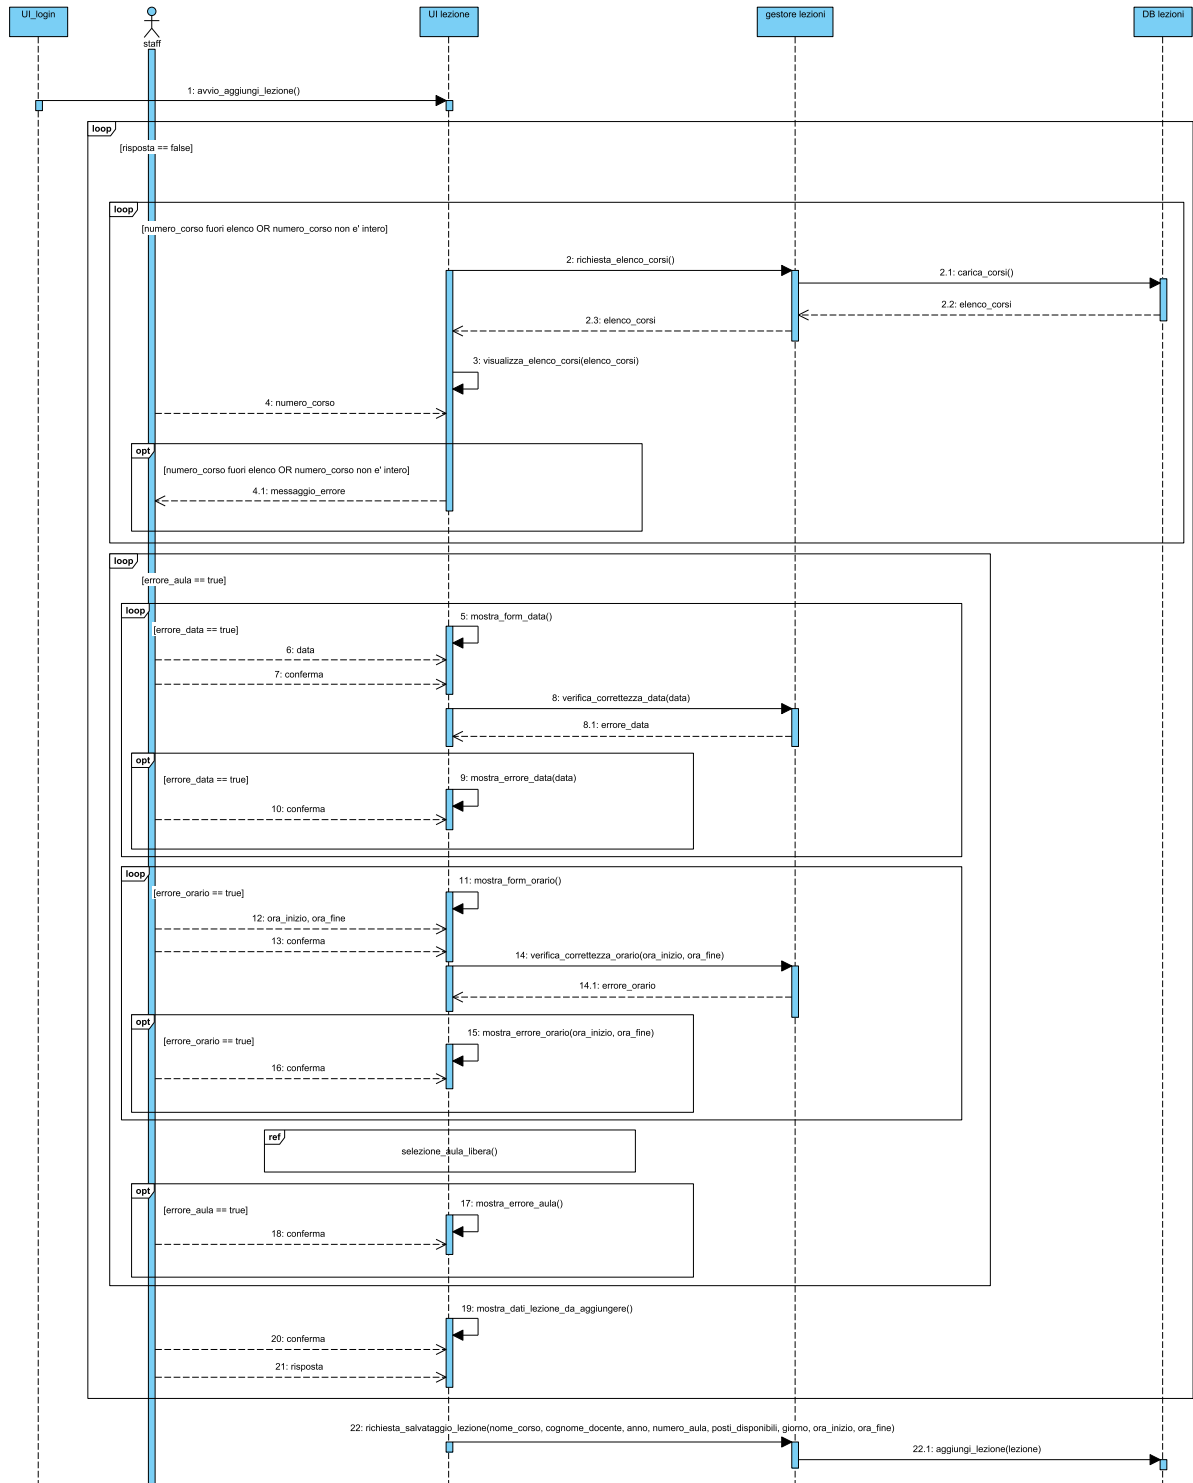 UI_login
staff
UI lezione
gestore lezioni
DB lezioni
1: avvio_aggiungi_lezione()
loop
[risposta == false]
loop
[numero_corso fuori elenco OR numero_corso non e' intero]
2: richiesta_elenco_corsi()
2.1: carica_corsi()
2.2: elenco_corsi
2.3: elenco_corsi
3: visualizza_elenco_corsi(elenco_corsi)
4: numero_corso
opt
[numero_corso fuori elenco OR numero_corso non e' intero]
4.1: messaggio_errore
loop
[errore_aula == true]
loop
5: mostra_form_data()
[errore_data == true]
6: data
7: conferma
8: verifica_correttezza_data(data)
8.1: errore_data
opt
[errore_data == true]
9: mostra_errore_data(data)
10: conferma
loop
11: mostra_form_orario()
[errore_orario == true]
12: ora_inizio, ora_fine
13: conferma
14: verifica_correttezza_orario(ora_inizio, ora_fine)
14.1: errore_orario
opt
15: mostra_errore_orario(ora_inizio, ora_fine)
[errore_orario == true]
16: conferma
ref
selezione_aula_libera()
opt
17: mostra_errore_aula()
[errore_aula == true]
18: conferma
19: mostra_dati_lezione_da_aggiungere()
20: conferma
21: risposta
22: richiesta_salvataggio_lezione(nome_corso, cognome_docente, anno, numero_aula, posti_disponibili, giorno, ora_inizio, ora_fine)
22.1: aggiungi_lezione(lezione)